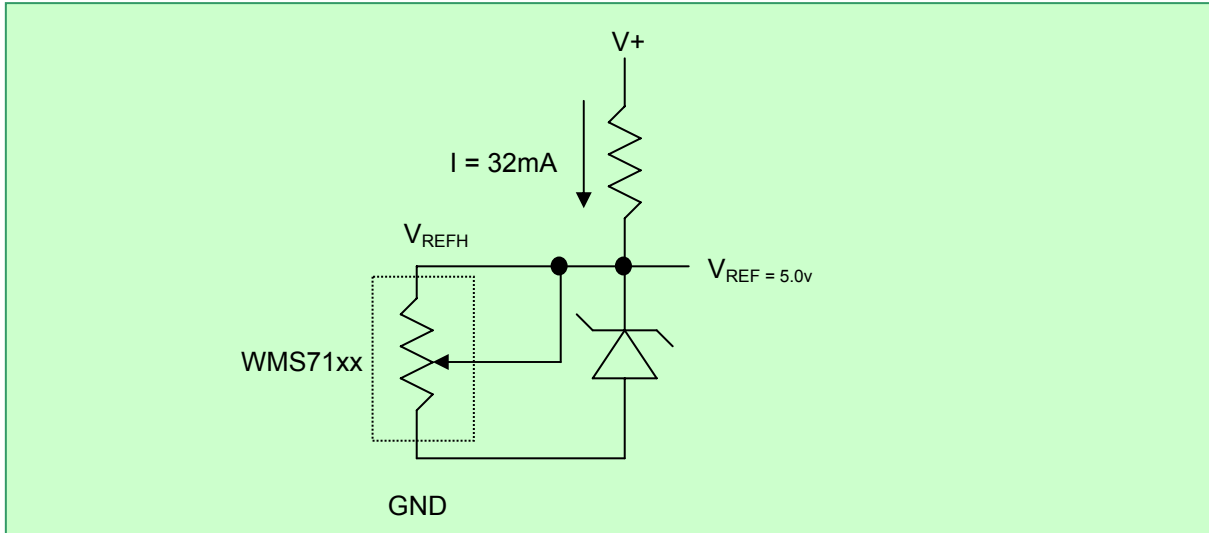 V+
I = 32mA
VREFH
VREF = 5.0v
WMS71xx
GND